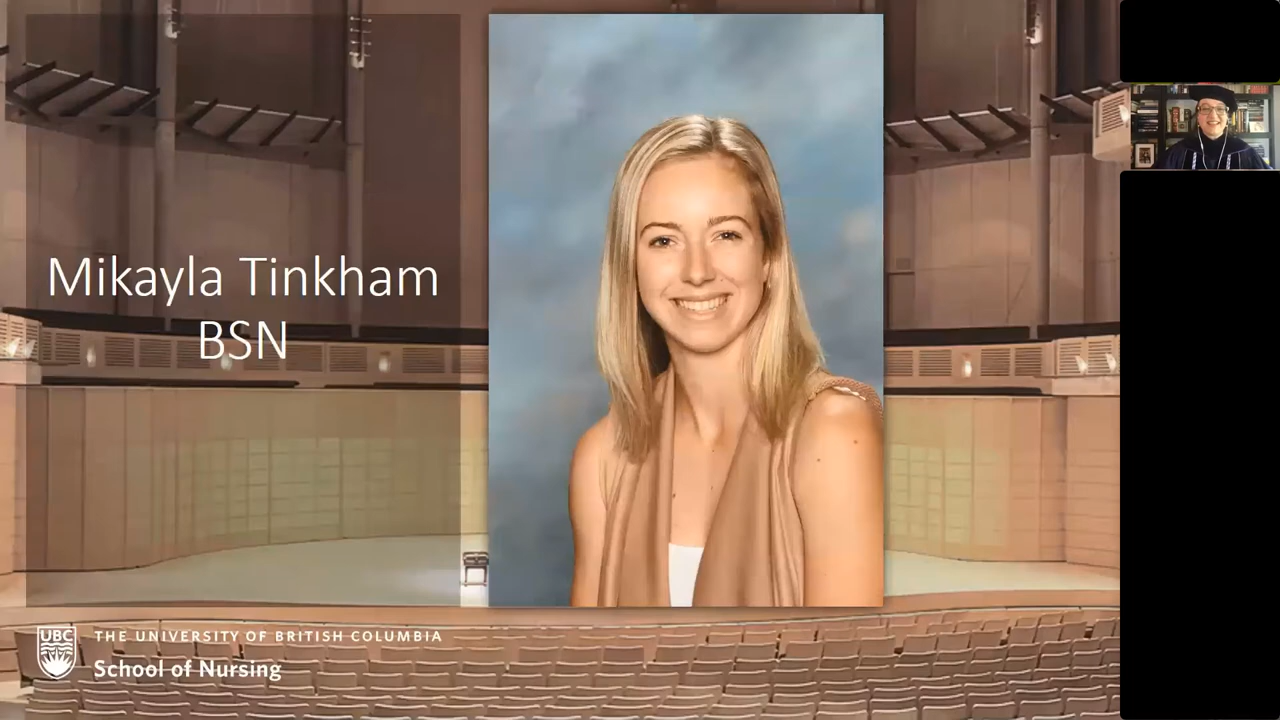 Mikayla Tinkham
BSN
UBC
THE UNIVERSITY OF BRITISH COLUMBIA
School of Nursing